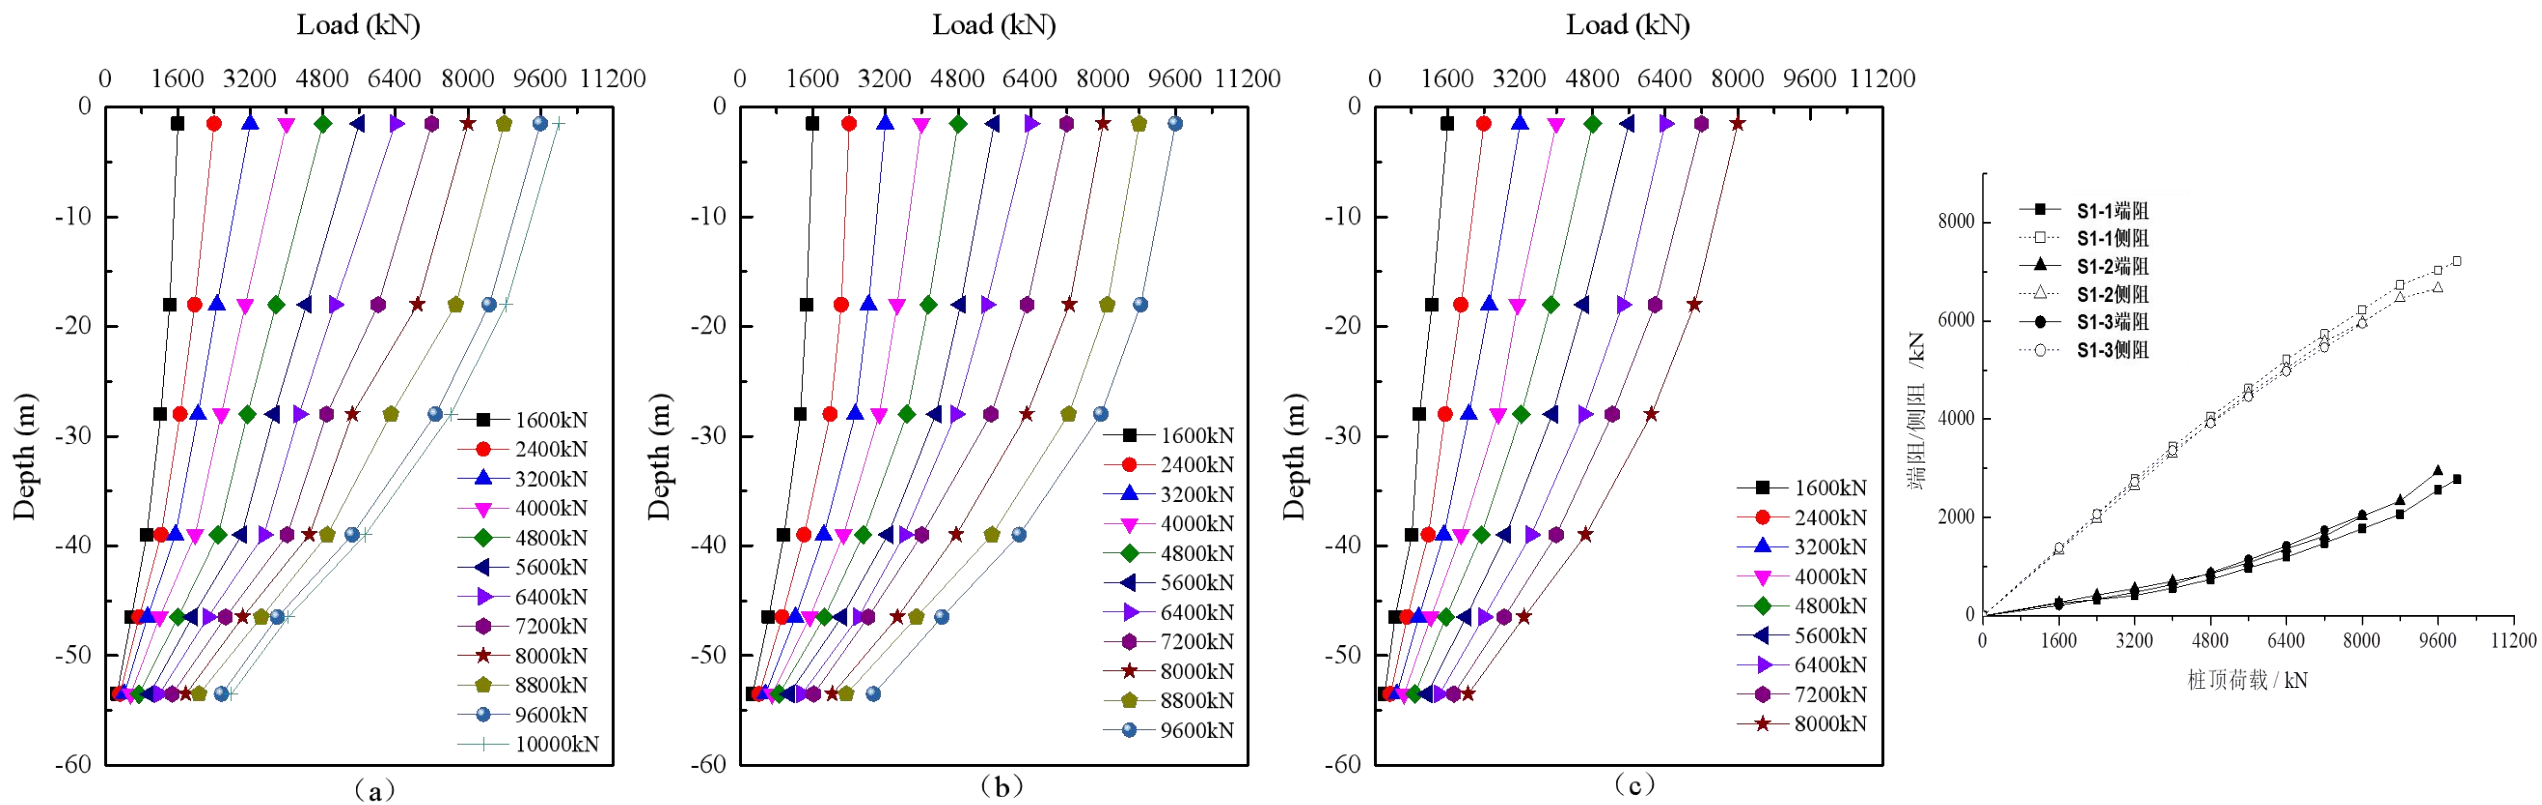 Load (kN)
0 1600 3200 4800 6400 8000 9600 11200
0
-10
-20
-30
-40
-50
-60
Depth (m)
1600kN
2400kN
3200kN
4000kN
4800kN
5600kN
6400kN
7200kN
8000kN
8800kN
9600kN
10000kN
（a）
Load (kN)
0 1600 3200 4800 6400 8000 9600 11200
0
-10
-20
-30
-40
-50
-60
Depth (m)
1600kN
2400kN
3200kN
4000kN
4800kN
5600kN
6400kN
7200kN
8000kN
8800kN
9600kN
（b）
Load (kN)
0 1600 3200 4800 6400 8000 9600 11200
0
-10
-20
-30
-40
-50
-60
Depth (m)
1600kN
2400kN
3200kN
4000kN
4800kN
5600kN
6400kN
7200kN
8000kN
（c）
S1-1端阻
S1-1侧阻
S1-2端阻
S1-2侧阻
S1-3端阻
S1-3侧阻
8000
6000
4000
2000
0
端阻/侧阻 /kN
0 1600 3200 4800 6400 8000 9600 11200
桩顶荷载 / kN